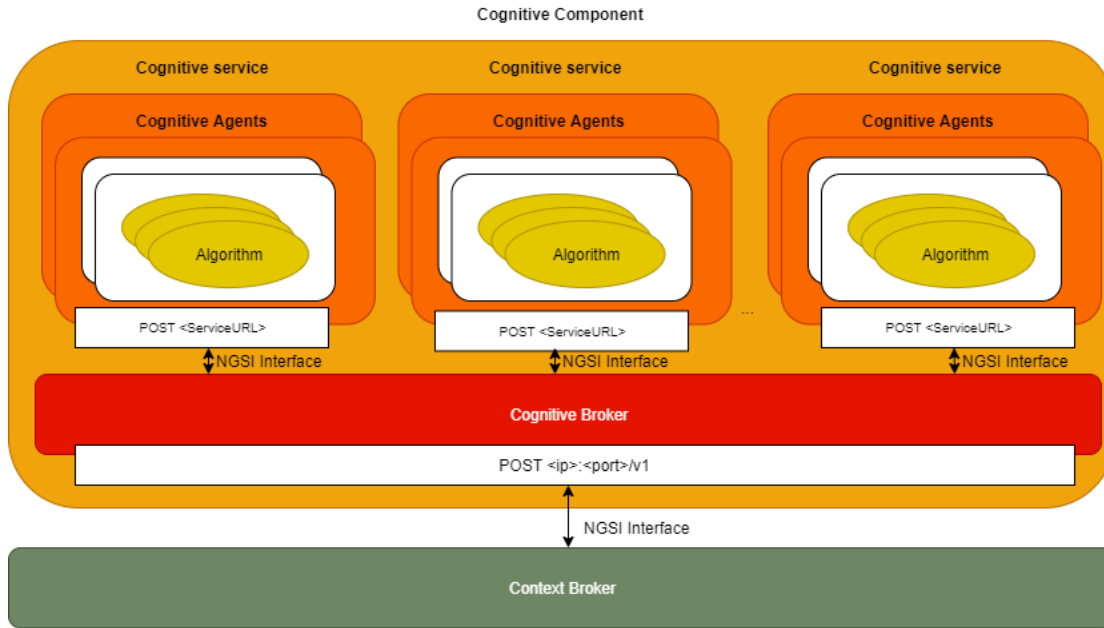 Cognitive Component
Cognitive service
Cognitive service
Cognitive service
Cognitive Agents
Cognitive Agents
Cognitive Agents
Algorithm
Algorithm
Algorithm
...
POST <ServiceURL>
POST <ServiceURL>
POST <ServiceURL>
NGSI Interface
NGSI Interface
NGSI Interface
Cognitive Broker
POST <ip>:<port>/v1
NGSI Interface
Context Broker